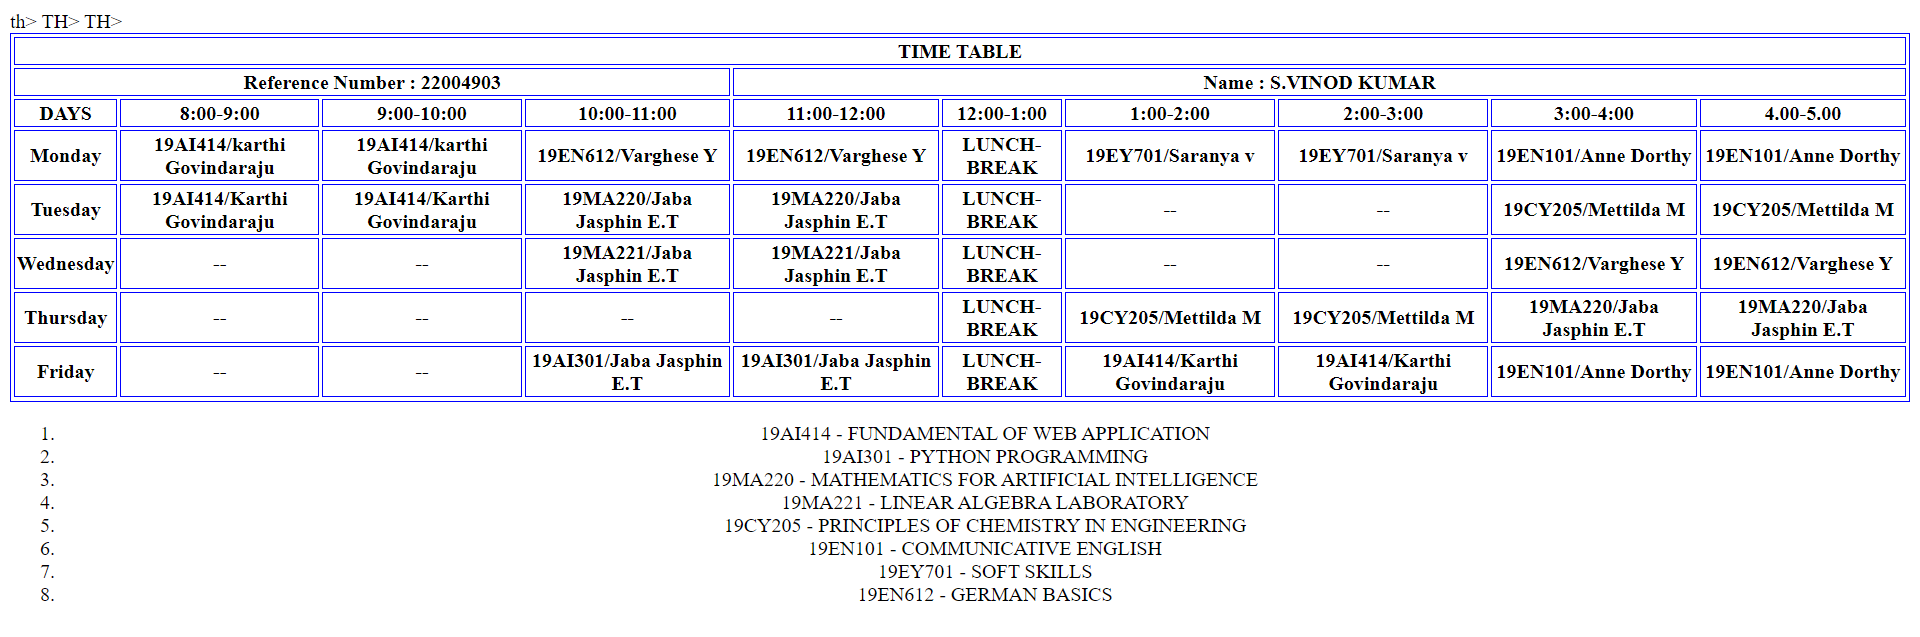 th> TH> TH>
TIME TABLE
Reference Number : 22004903 Name : S.VINOD KUMAR
DAYS 8:00-9:00 9:00-10:00 10:00-11:00 11:00-12:00 12:00-1:00 1:00-2:00 2:00-3:00 3:00-4:00 4.00-5.00
Monday 19AI414/karthi Govindaraju 19AI414/karthi Govindaraju 19EN612/Varghese Y 19EN612/Varghese Y LUNCH-BREAK 19EY701/Saranya v 19EY701/Saranya v 19EN101/Anne Dorthy 19EN101/Anne Dorthy
Tuesday 19AI414/Karthi Govindaraju 19AI414/Karthi Govindaraju 19MA220/Jaba Jasphin E.T 19MA220/Jaba Jasphin E.T LUNCH-BREAK -- -- 19CY205/Mettilda M 19CY205/Mettilda M
Wednesday -- -- 19MA221/Jaba Jasphin E.T 19MA221/Jaba Jasphin E.T LUNCH-BREAK -- -- 19EN612/Varghese Y 19EN612/Varghese Y
Thursday -- -- -- -- LUNCH-BREAK 19CY205/Mettilda M 19CY205/Mettilda M 19MA220/Jaba Jasphin E.T 19MA220/Jaba Jasphin E.T
Friday -- -- 19AI301/Jaba Jasphin E.T 19AI301/Jaba Jasphin E.T LUNCH-BREAK 19AI414/Karthi Govindaraju 19AI414/Karthi Govindaraju 19EN101/Anne Dorthy 19EN101/Anne Dorthy
1. 19AI414 - FUNDAMENTAL OF WEB APPLICATION
2. 19AI301 - PYTHON PROGRAMMING
3. 19MA220 - MATHEMATICS FOR ARTIFICIAL INTELLIGENCE
4. 19MA221 - LINEAR ALGEBRA LABORATORY
5. 19CY205 - PRINCIPLES OF CHEMISTRY IN ENGINEERING
6. 19EN101 - COMMUNICATIVE ENGLISH
7. 19EY701 - SOFT SKILLS
8. 19EN612 - GERMAN BASICS